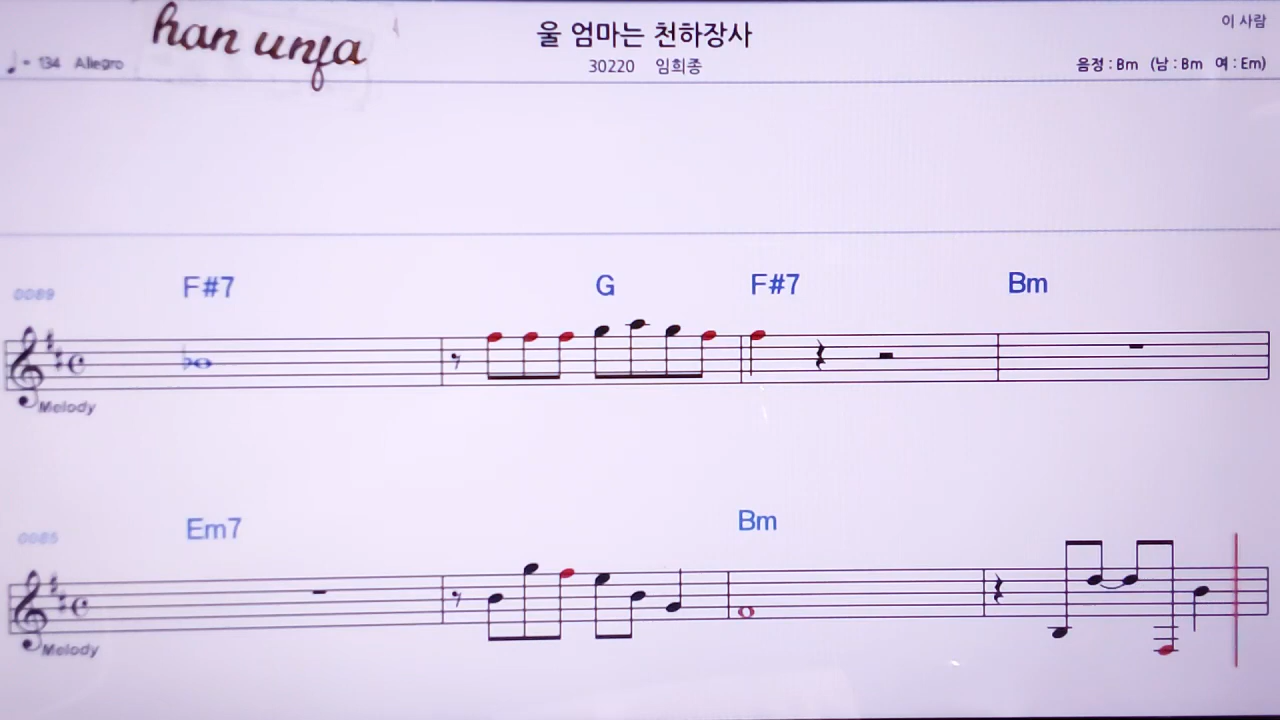 han unfa
울 엄마는 천하장사
이 사람
♩ = 134 Allegro
30220 임희종
음정 : Bm (남 : Bm 여 : Em)
0089
F#7 G F#7 Bm
Melody
0085
Em7 Bm
Melody